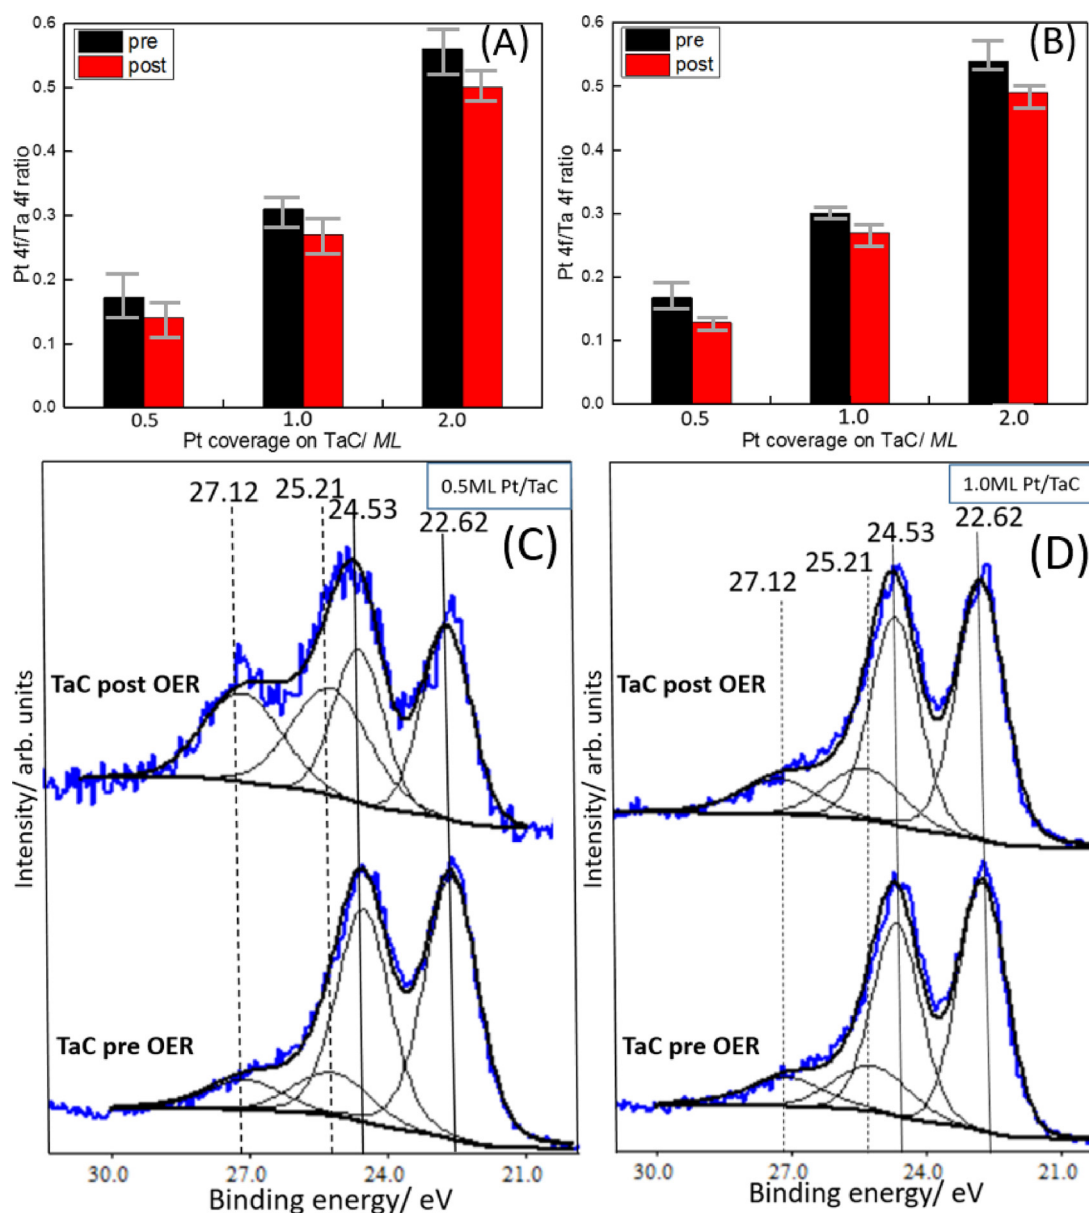 0.6
0.5
0.4
0.3
0.2
0.1
0.0
Pt 4f/Ta 4f ratio
pre
post
(A)
0.5
1.0
2.0
Pt coverage on TaC/ ML
0.6
0.5
0.4
0.3
0.2
0.1
0.0
Pt 4f/Ta 4f ratio
pre
post
(B)
0.5
1.0
2.0
Pt coverage on TaC/ ML
0.5ML Pt/TaC
27.12
25.21
24.53
22.62
(C)
TaC post OER
TaC pre OER
Intensity/ arb. units
30.0
27.0
24.0
21.0
Binding energy/ eV
1.0ML Pt/TaC
27.12
25.21
24.53
22.62
(D)
TaC post OER
TaC pre OER
Intensity/ arb. units
30.0
27.0
24.0
21.0
Binding energy/ eV